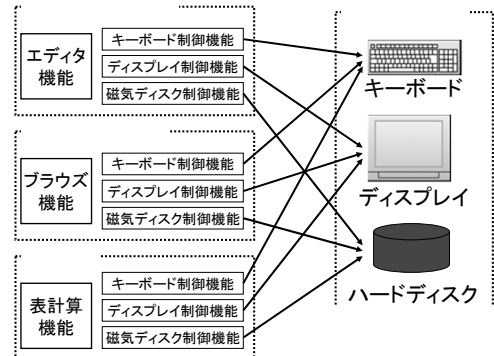 エディタ
機能
キーボード制御機能
ディスプレイ制御機能
磁気ディスク制御機能
ブラウズ
機能
キーボード制御機能
ディスプレイ制御機能
磁気ディスク制御機能
表計算
機能
キーボード制御機能
ディスプレイ制御機能
磁気ディスク制御機能
キーボード
ディスプレイ
ハードディスク